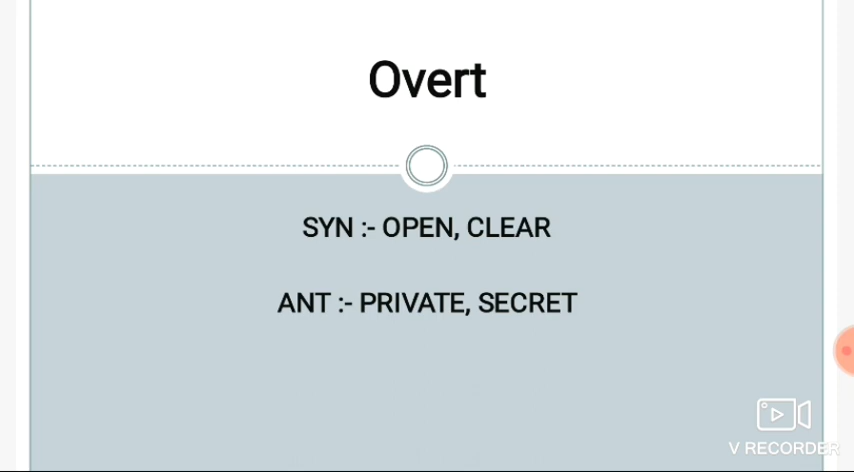 Overt
SYN :- OPEN, CLEAR
ANT :- PRIVATE, SECRET
V RECORDER